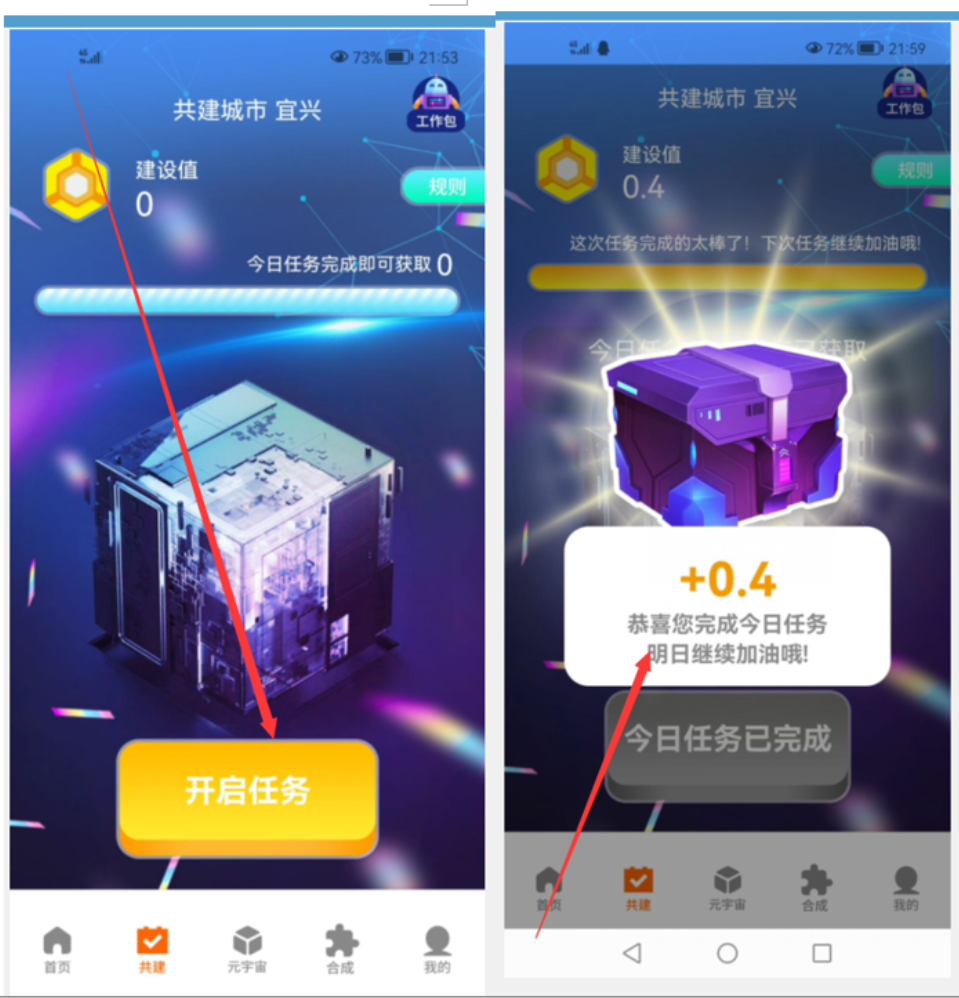 73% 21:53
共建城市 宜兴
工作包
建设值
0
规则
今日任务完成即可获取 0
开启任务
首页
共建
元宇宙
合成
我的
72% 21:59
共建城市 宜兴
工作包
建设值
0.4
规则
这次任务完成的太棒了！下次任务继续加油哦!
今日任 获取
+0.4
恭喜您完成今日任务
明日继续加油哦!
今日任务已完成
首页
共建
元宇宙
合成
我的